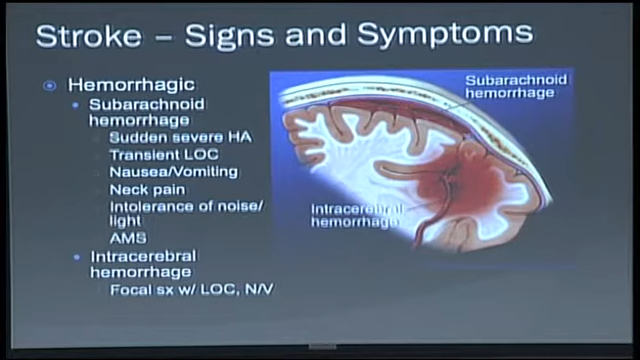 Stroke – Signs and Symptoms
Hemorrhagic
Subarachnoid
hemorrhage
Sudden severe HA
Transient LOC
Nausea/Vomiting
Neck pain
Intolerance of noise/
light
AMS
Intracerebral
hemorrhage
Focal sx w/ LOC, N/V
Subarachnoid
hemorrhage
Intracerebral
hemorrhage